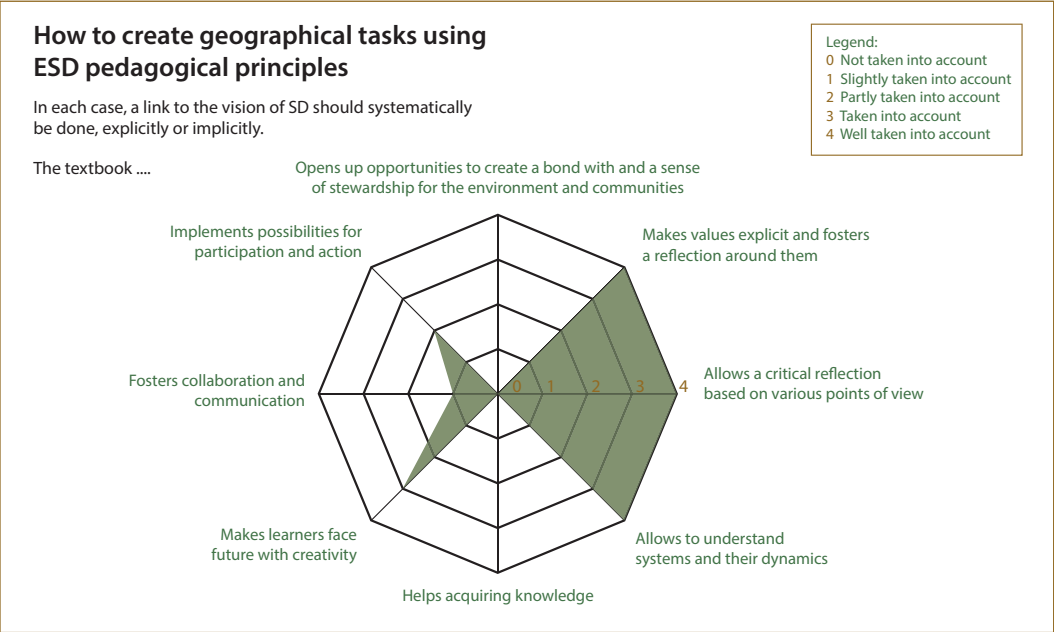 How to create geographical tasks using
ESD pedagogical principles
In each case, a link to the vision of SD should systematically
be done, explicitly or implicitly.
The textbook ....
Legend:
0 Not taken into account
1 Slightly taken into account
2 Partly taken into account
3 Taken into account
4 Well taken into account
Opens up opportunities to create a bond with and a sense
of stewardship for the environment and communities
Implements possibilities for
participation and action
Makes values explicit and fosters
a reflection around them
Fosters collaboration and
communication
0 1 2 3 4
Allows a critical reflection
based on various points of view
Makes learners face
future with creativity
Allows to understand
systems and their dynamics
Helps acquiring knowledge